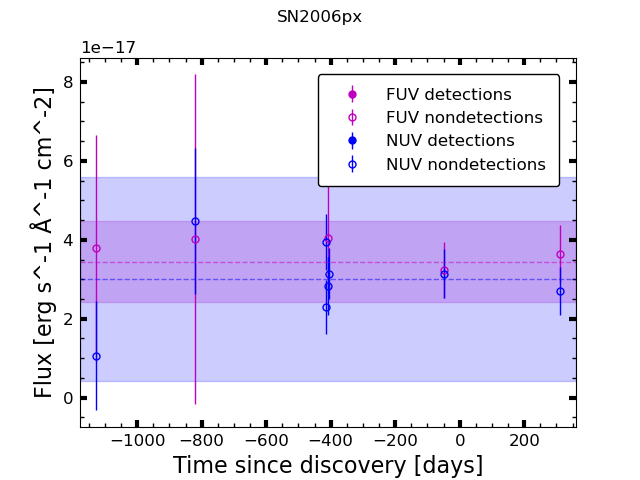 SN2006px
1e−17
FUV detections
FUV nondetections
NUV detections
NUV nondetections
8
6
4
2
0
Flux [erg s^-1 Å^-1 cm^-2]
−1000
−800
−600
−400
−200
0
200
Time since discovery [days]